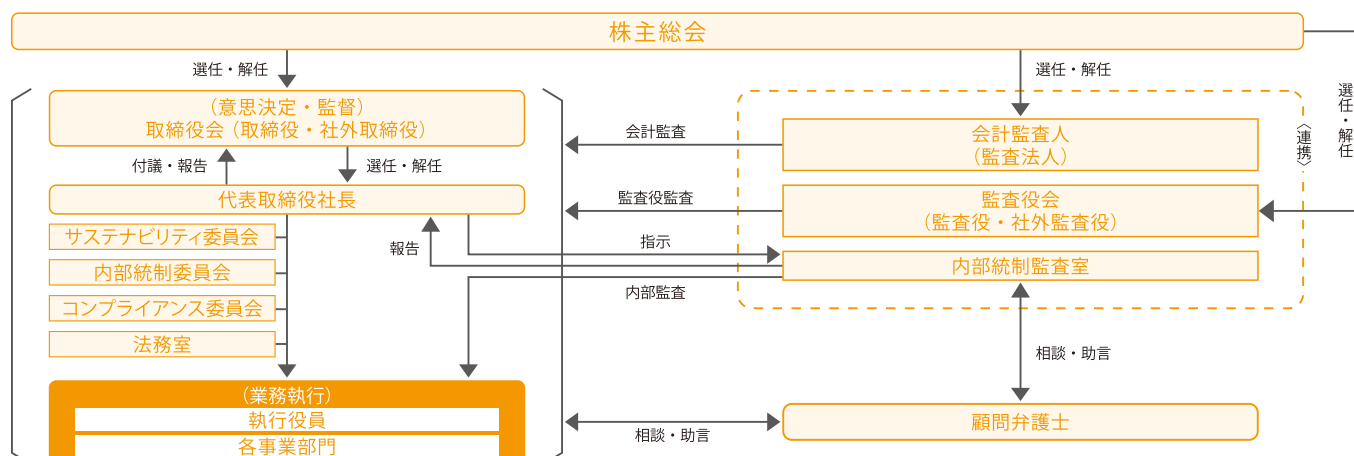 株主総会
選任・解任
選任・解任
選任・解任
（意思決定・監督）
取締役会（取締役・社外取締役）
付議・報告
選任・解任
代表取締役社長
サステナビリティ委員会
内部統制委員会
コンプライアンス委員会
法務室
（業務執行）
執行役員
各事業部門
会計監査
監査役監査
報告
指示
内部監査
相談・助言
会計監査人
（監査法人）
〈連携〉
監査役会
（監査役・社外監査役）
内部統制監査室
相談・助言
顧問弁護士